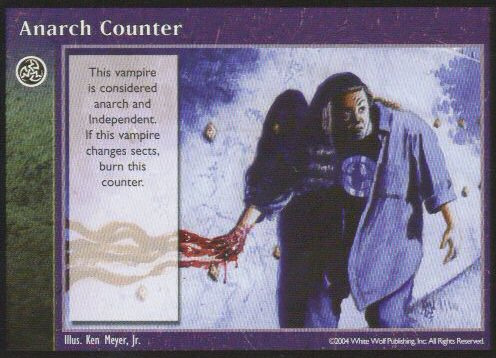 Anarch Counter
This vampire
is considered
anarch and
Independent.
If this vampire
changes sects,
burn this
counter.
Illus. Ken Meyer, Jr.
©2004 White Wolf Publishing, Inc. All Rights Reserved.